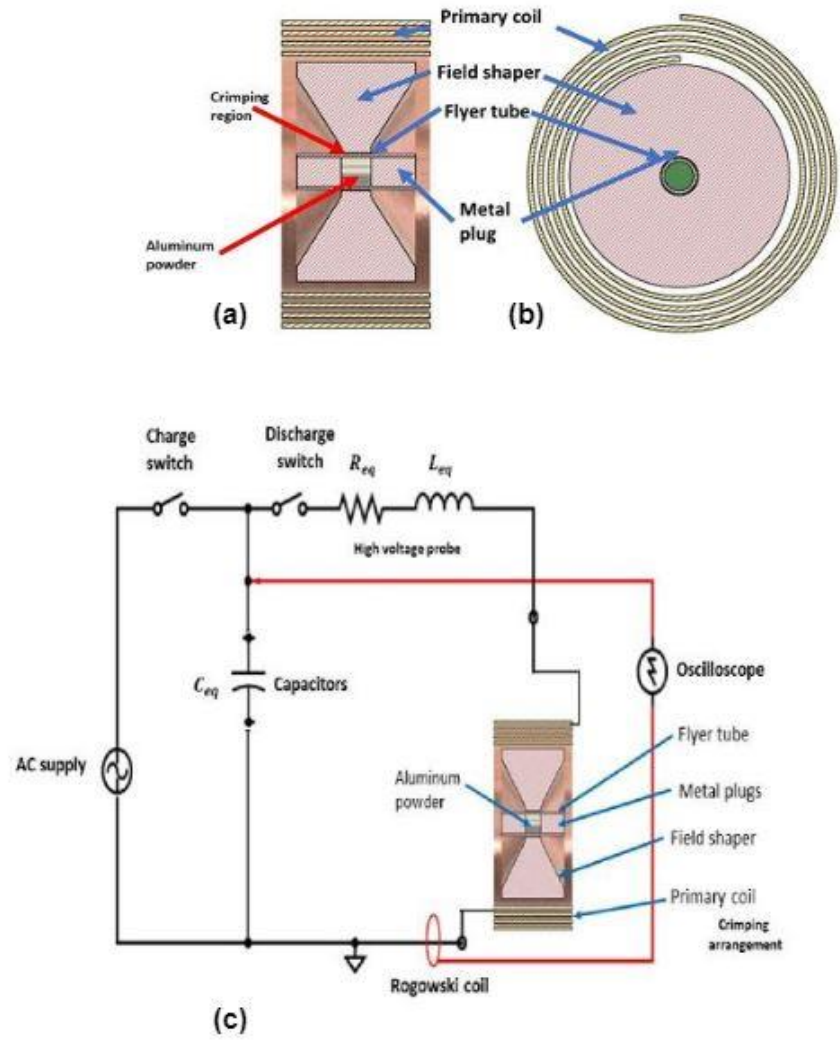 Primary coil
Field shaper
Crimping
region
Flyer tube
Metal
plug
Aluminum
powder
(a)
(b)
Charge
switch
Discharge
switch
R_eq
L_eq
High voltage probe
C_eq
Capacitors
Oscilloscope
AC supply
Flyer tube
Aluminum
powder
Metal plugs
Field shaper
Primary coil
Crimping
arrangement
Rogowski coil
(c)